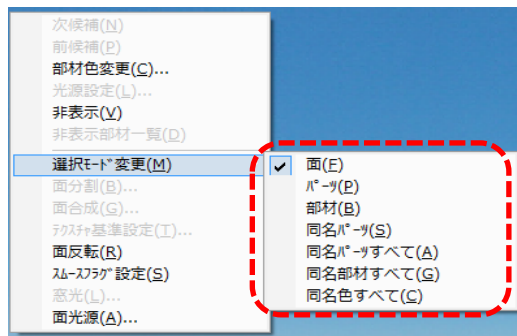 次候補(N)
前候補(P)
部材色変更(C)...
光源設定(L)...
非表示(V)
非表示部材一覧(D)
選択ﾓｰﾄﾞ変更(M)
面分割(B)...
面合成(G)...
ﾃｸｽﾁｬ基準設定(T)...
面反転(R)
ｽﾑｰｽﾌﾗｸﾞ設定(S)
窓光(L)...
面光源(A)...
面(F)
ﾊﾟｰﾂ(P)
部材(B)
同名ﾊﾟｰﾂ(S)
同名ﾊﾟｰﾂすべて(A)
同名部材すべて(G)
同名色すべて(C)